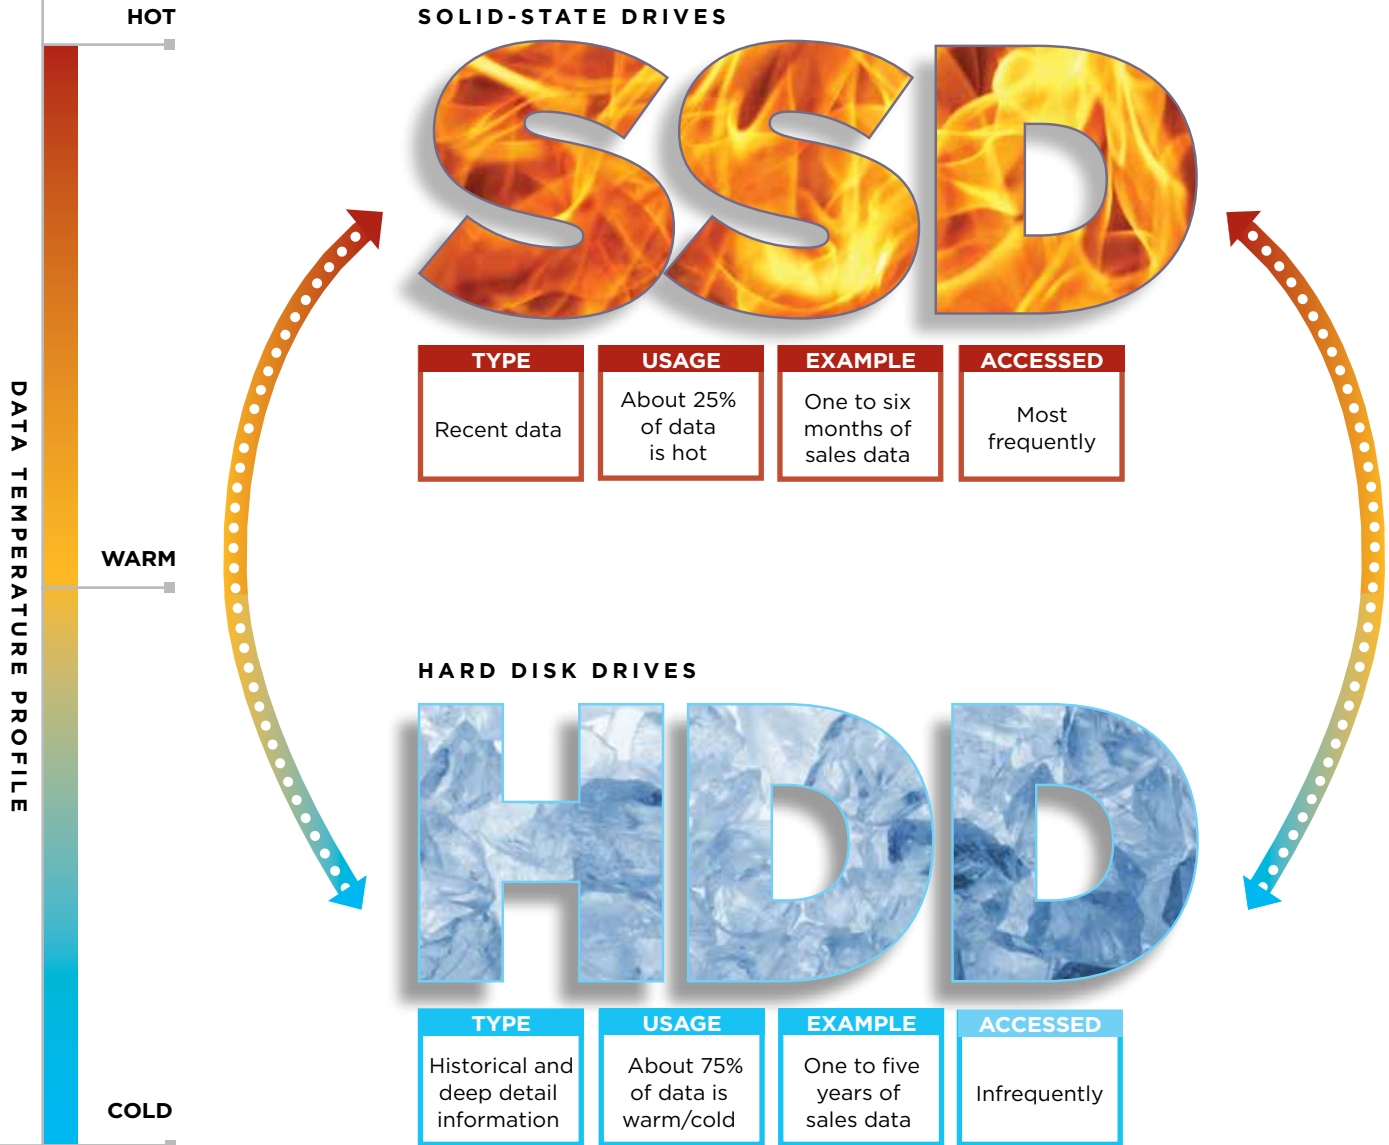 HOT
SOLID-STATE DRIVES
SSD
TYPE
Recent data
USAGE
About 25%
of data
is hot
EXAMPLE
One to six
months of
sales data
ACCESSED
Most
frequently
DATA TEMPERATURE PROFILE
WARM
HARD DISK DRIVES
HDD
TYPE
Historical and
deep detail
information
USAGE
About 75%
of data is
warm/cold
EXAMPLE
One to five
years of
sales data
ACCESSED
Infrequently
COLD